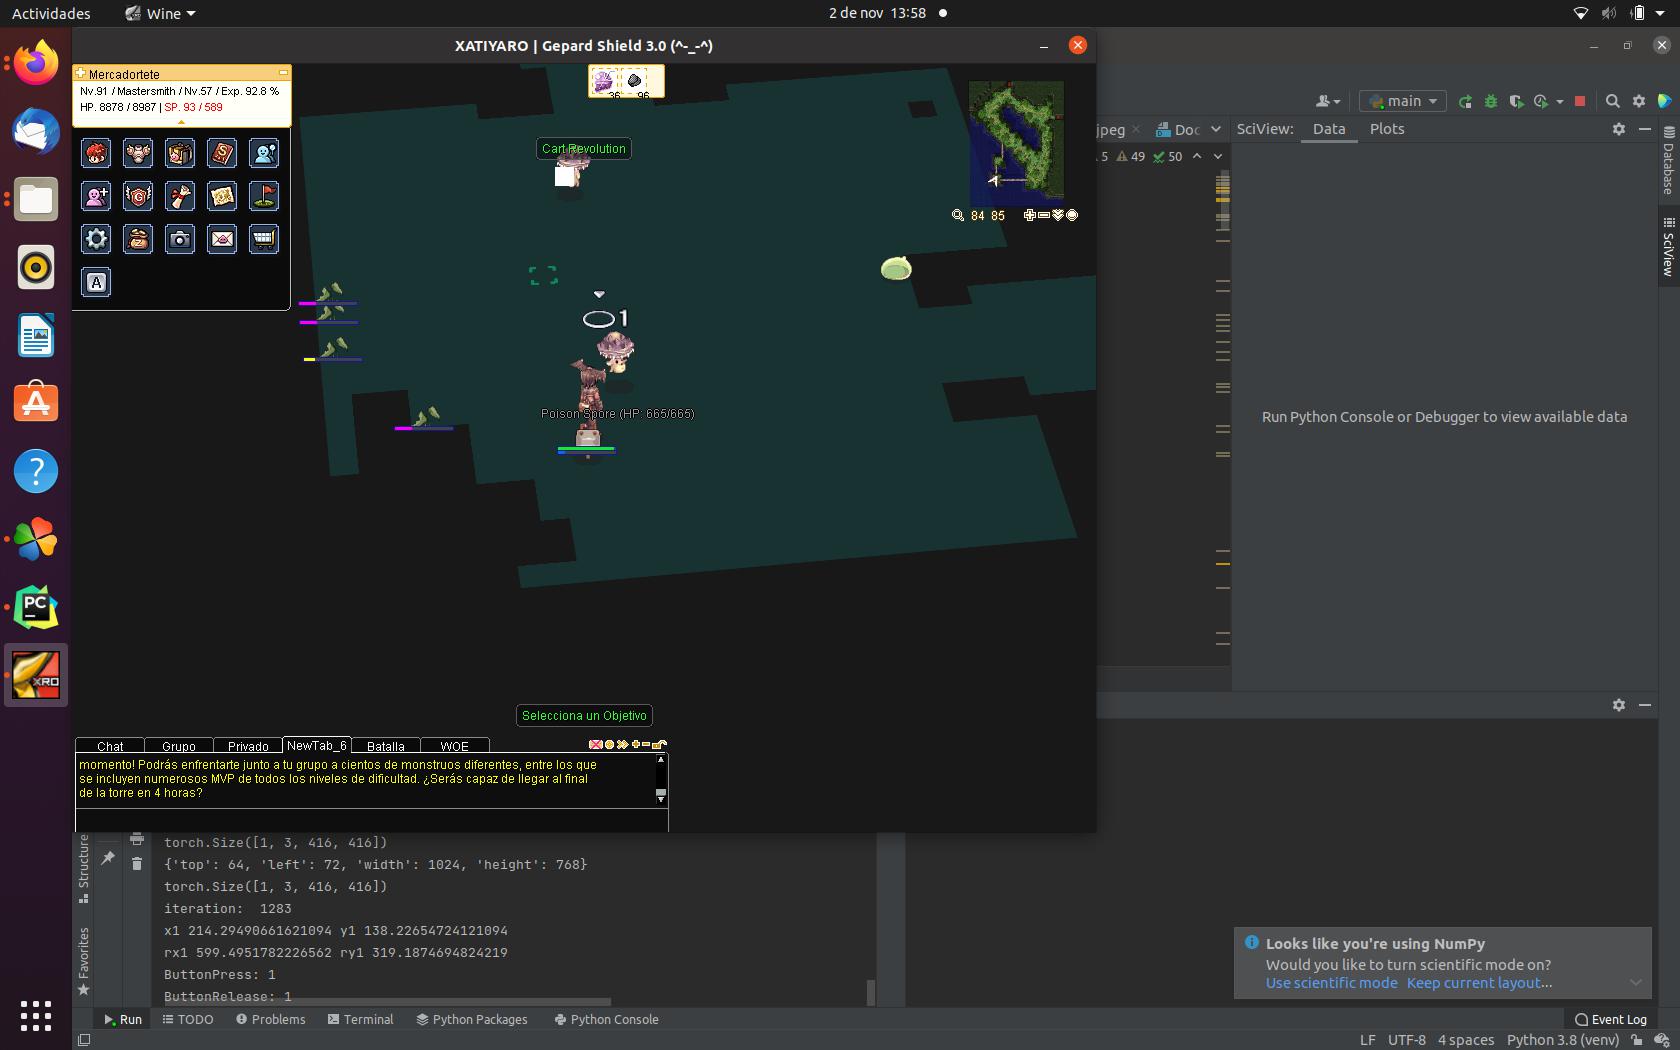 Actividades
Wine
2 de nov 13:58
XATIYARO | Gepard Shield 3.0 (^-_-^)
Mercadortete
Nv.91 / Mastersmith / Nv.57 / Exp. 92.8 %
HP. 8878 / 8987 | SP. 93 / 589
36 96
A
Cart Revolution
84 85
1
Poison Spore (HP: 665/665)
Selecciona un Objetivo
Chat Grupo Privado NewTab_6 Batalla WOE
momento! Podrás enfrentarte junto a tu grupo a cientos de monstruos diferentes, entre los que
se incluyen numerosos MVP de todos los niveles de dificultad. ¿Serás capaz de llegar al final
de la torre en 4 horas?
main
jpeg
Doc
SciView: Data Plots
5 49 50
Database
SciView
Run Python Console or Debugger to view available data
PC
XRO
Structure
Favorites
torch.Size([1, 3, 416, 416])
{'top': 64, 'left': 72, 'width': 1024, 'height': 768}
torch.Size([1, 3, 416, 416])
iteration: 1283
x1 214.29490661621094 y1 138.22654724121094
rx1 599.4951782226562 ry1 319.1874694824219
ButtonPress: 1
ButtonRelease: 1
Looks like you're using NumPy
Would you like to turn scientific mode on?
Use scientific mode Keep current layout...
Run TODO Problems Terminal Python Packages Python Console
Event Log
LF UTF-8 4 spaces Python 3.8 (venv)